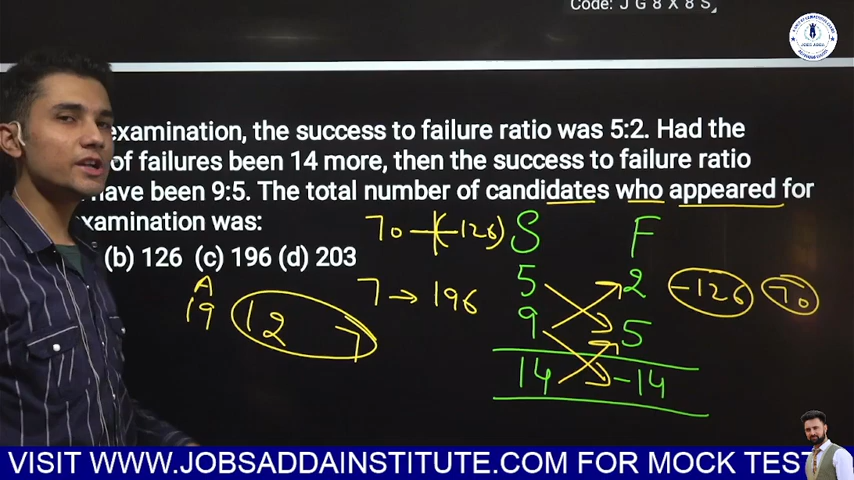 Code: J G 8 X 8 S
examination, the success to failure ratio was 5:2. Had the
of failures been 14 more, then the success to failure ratio
have been 9:5. The total number of candidates who appeared for
examination was:
(b) 126 (c) 196 (d) 203
70 (126) S F
5 2 -126 70
7 → 196
A
19 12 7
9 5
14 -14
JOBS ADDA
VISIT WWW.JOBSADDAINSTITUTE.COM FOR MOCK TEST